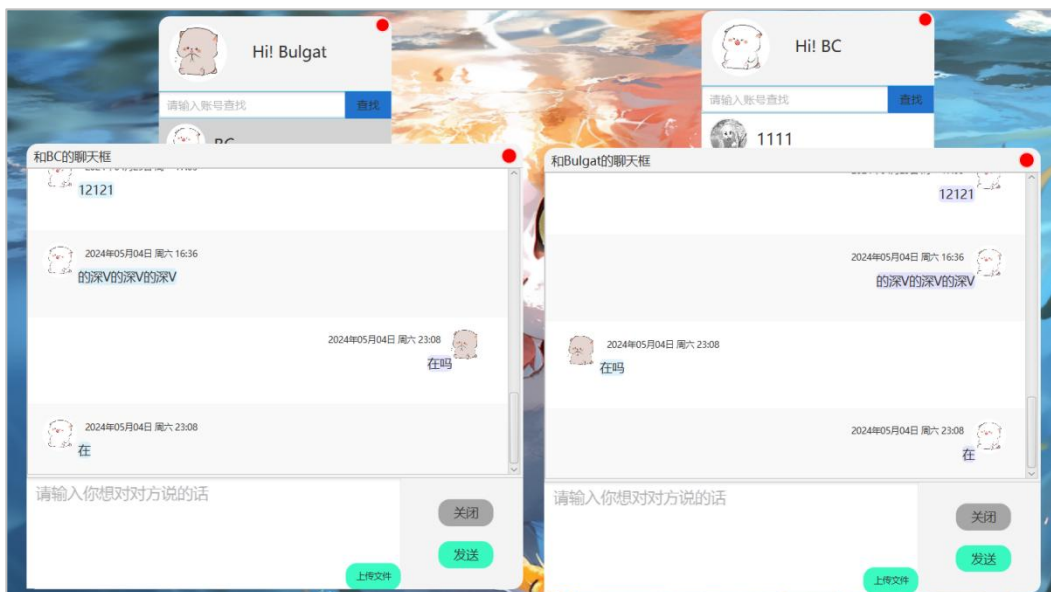 Hi! Bulgat
请输入账号查找
查找
BC
和BC的聊天框
12121
2024年05月04日 周六 16:36
的深V的深V的深V
2024年05月04日 周六 23:08
在吗
2024年05月04日 周六 23:08
在
请输入你想对对方说的话
关闭
发送
上传文件
Hi! BC
请输入账号查找
查找
1111
和Bulgat的聊天框
12121
2024年05月04日 周六 16:36
的深V的深V的深V
2024年05月04日 周六 23:08
在吗
2024年05月04日 周六 23:08
在
请输入你想对对方说的话
关闭
发送
上传文件